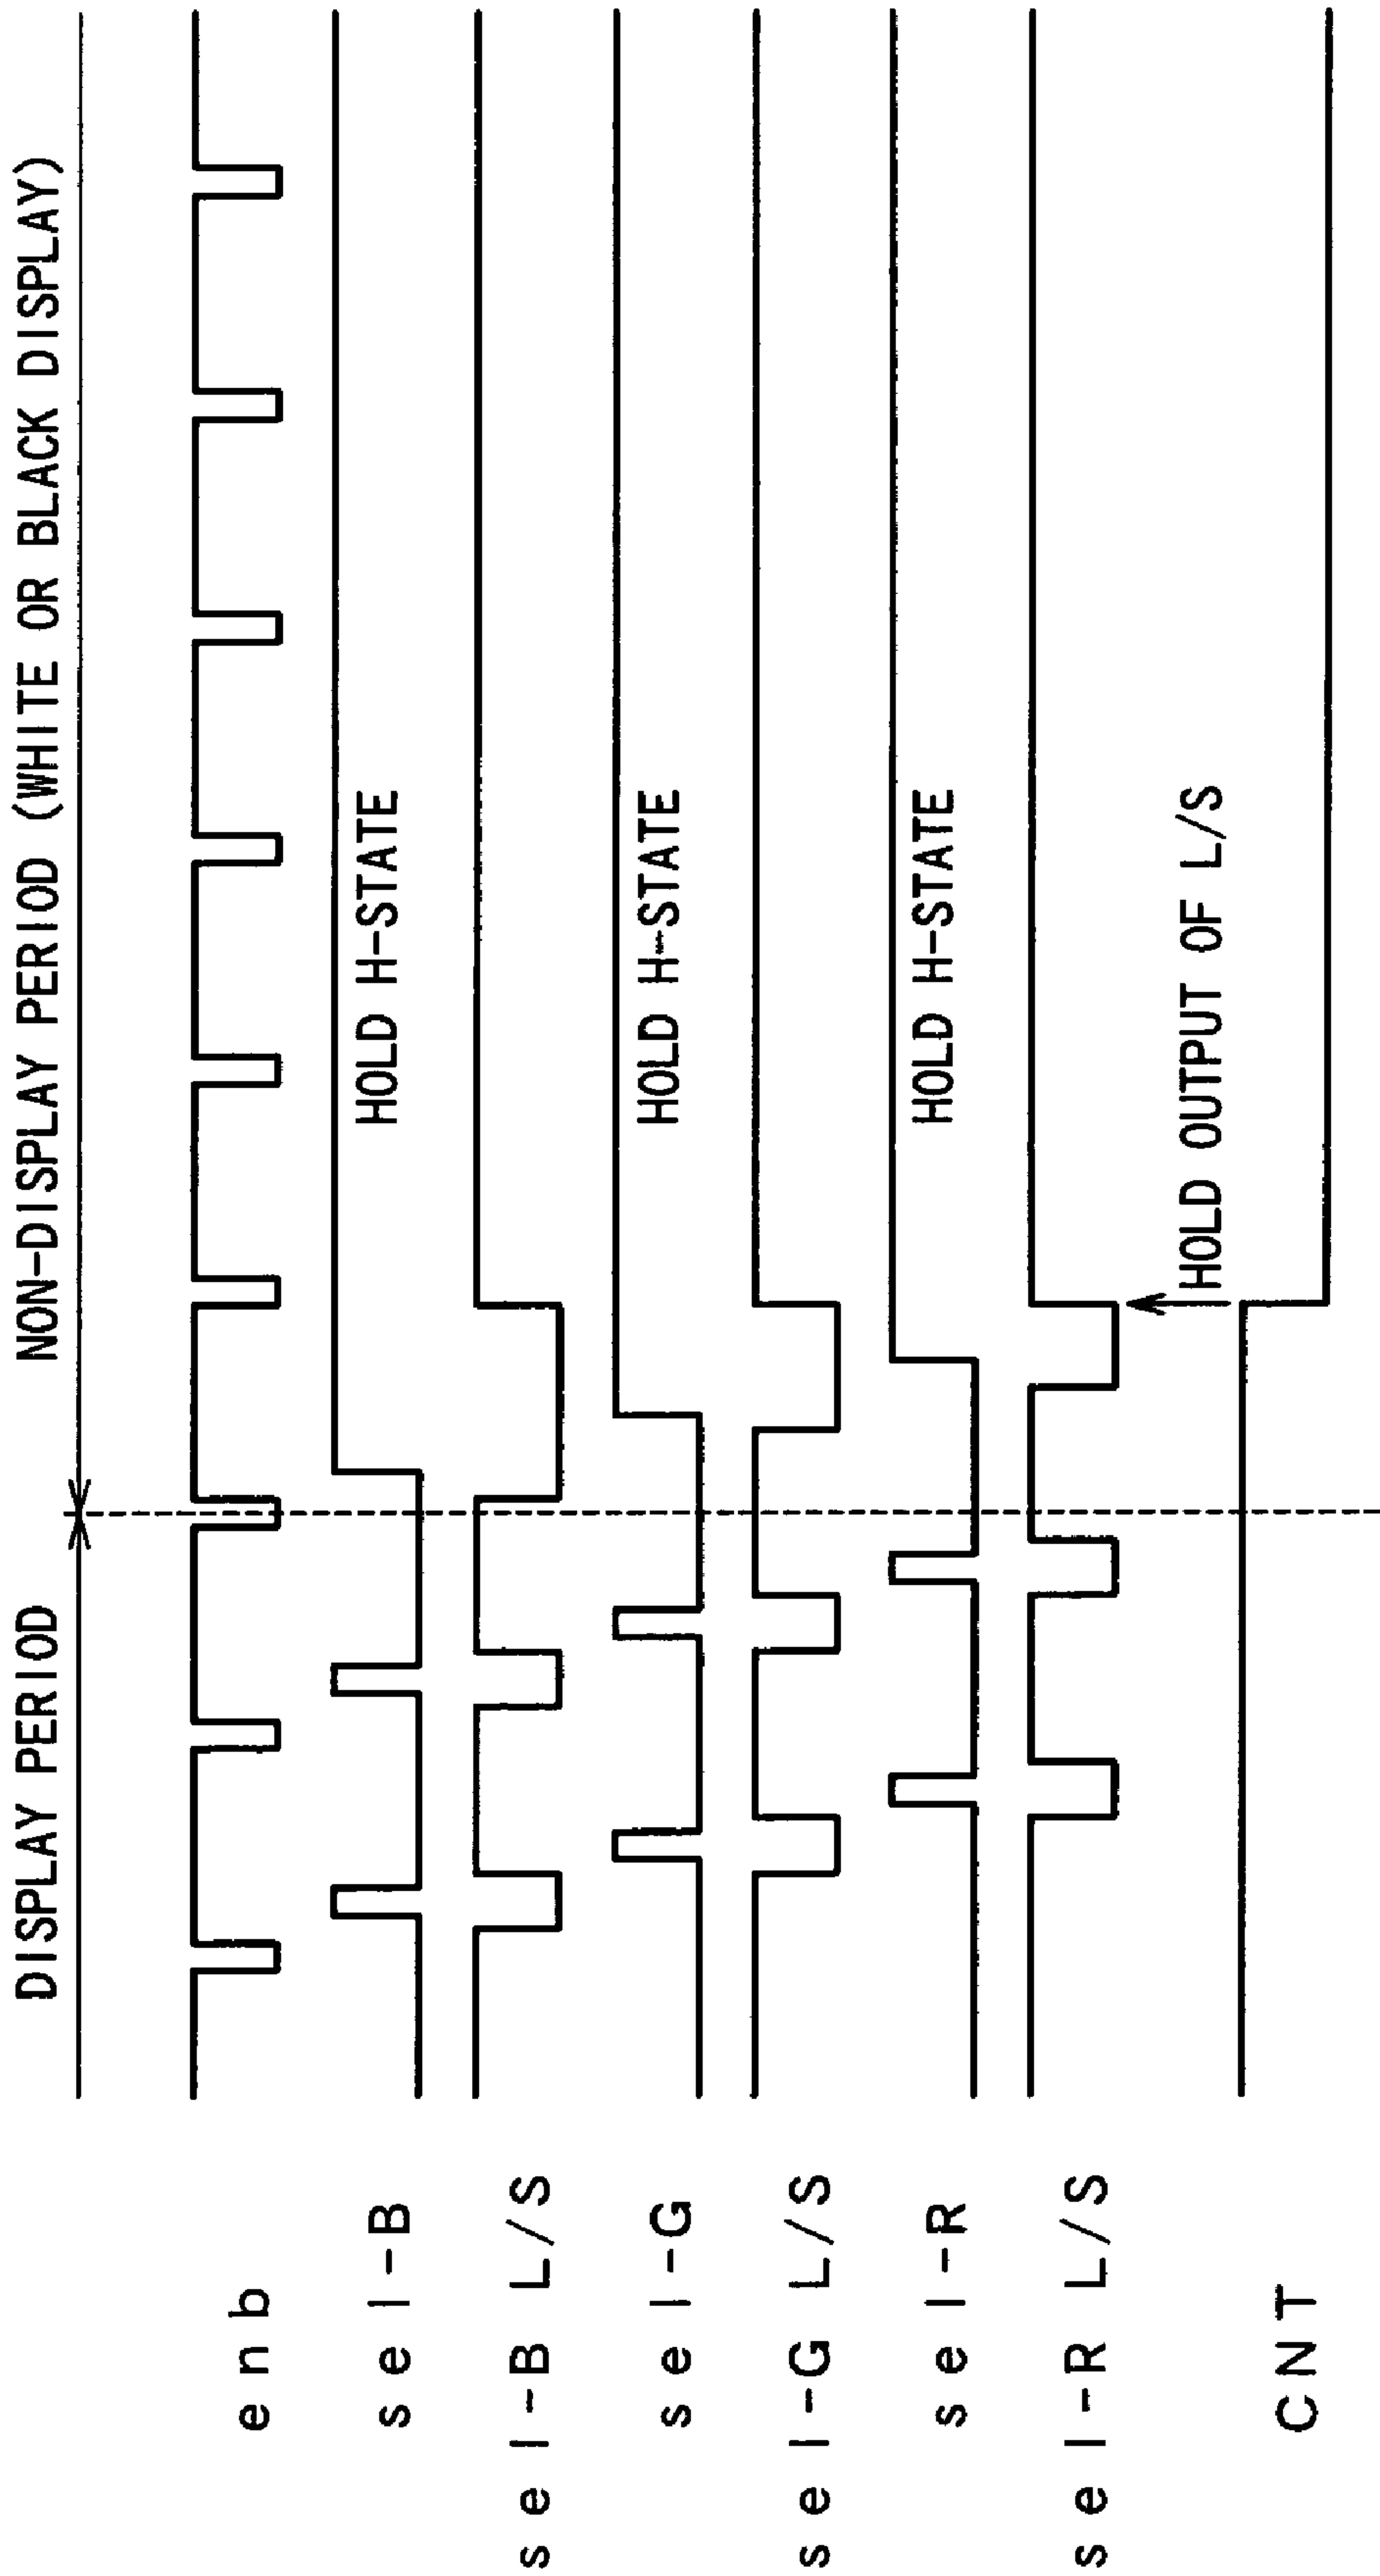 DISPLAY PERIOD
NON-DISPLAY PERIOD (WHITE OR BLACK DISPLAY)
enb
sel-B
HOLD H-STATE
sel-B L/S
sel-G
HOLD H-STATE
sel-G L/S
sel-R
HOLD H-STATE
sel-R L/S
HOLD OUTPUT OF L/S
CNT